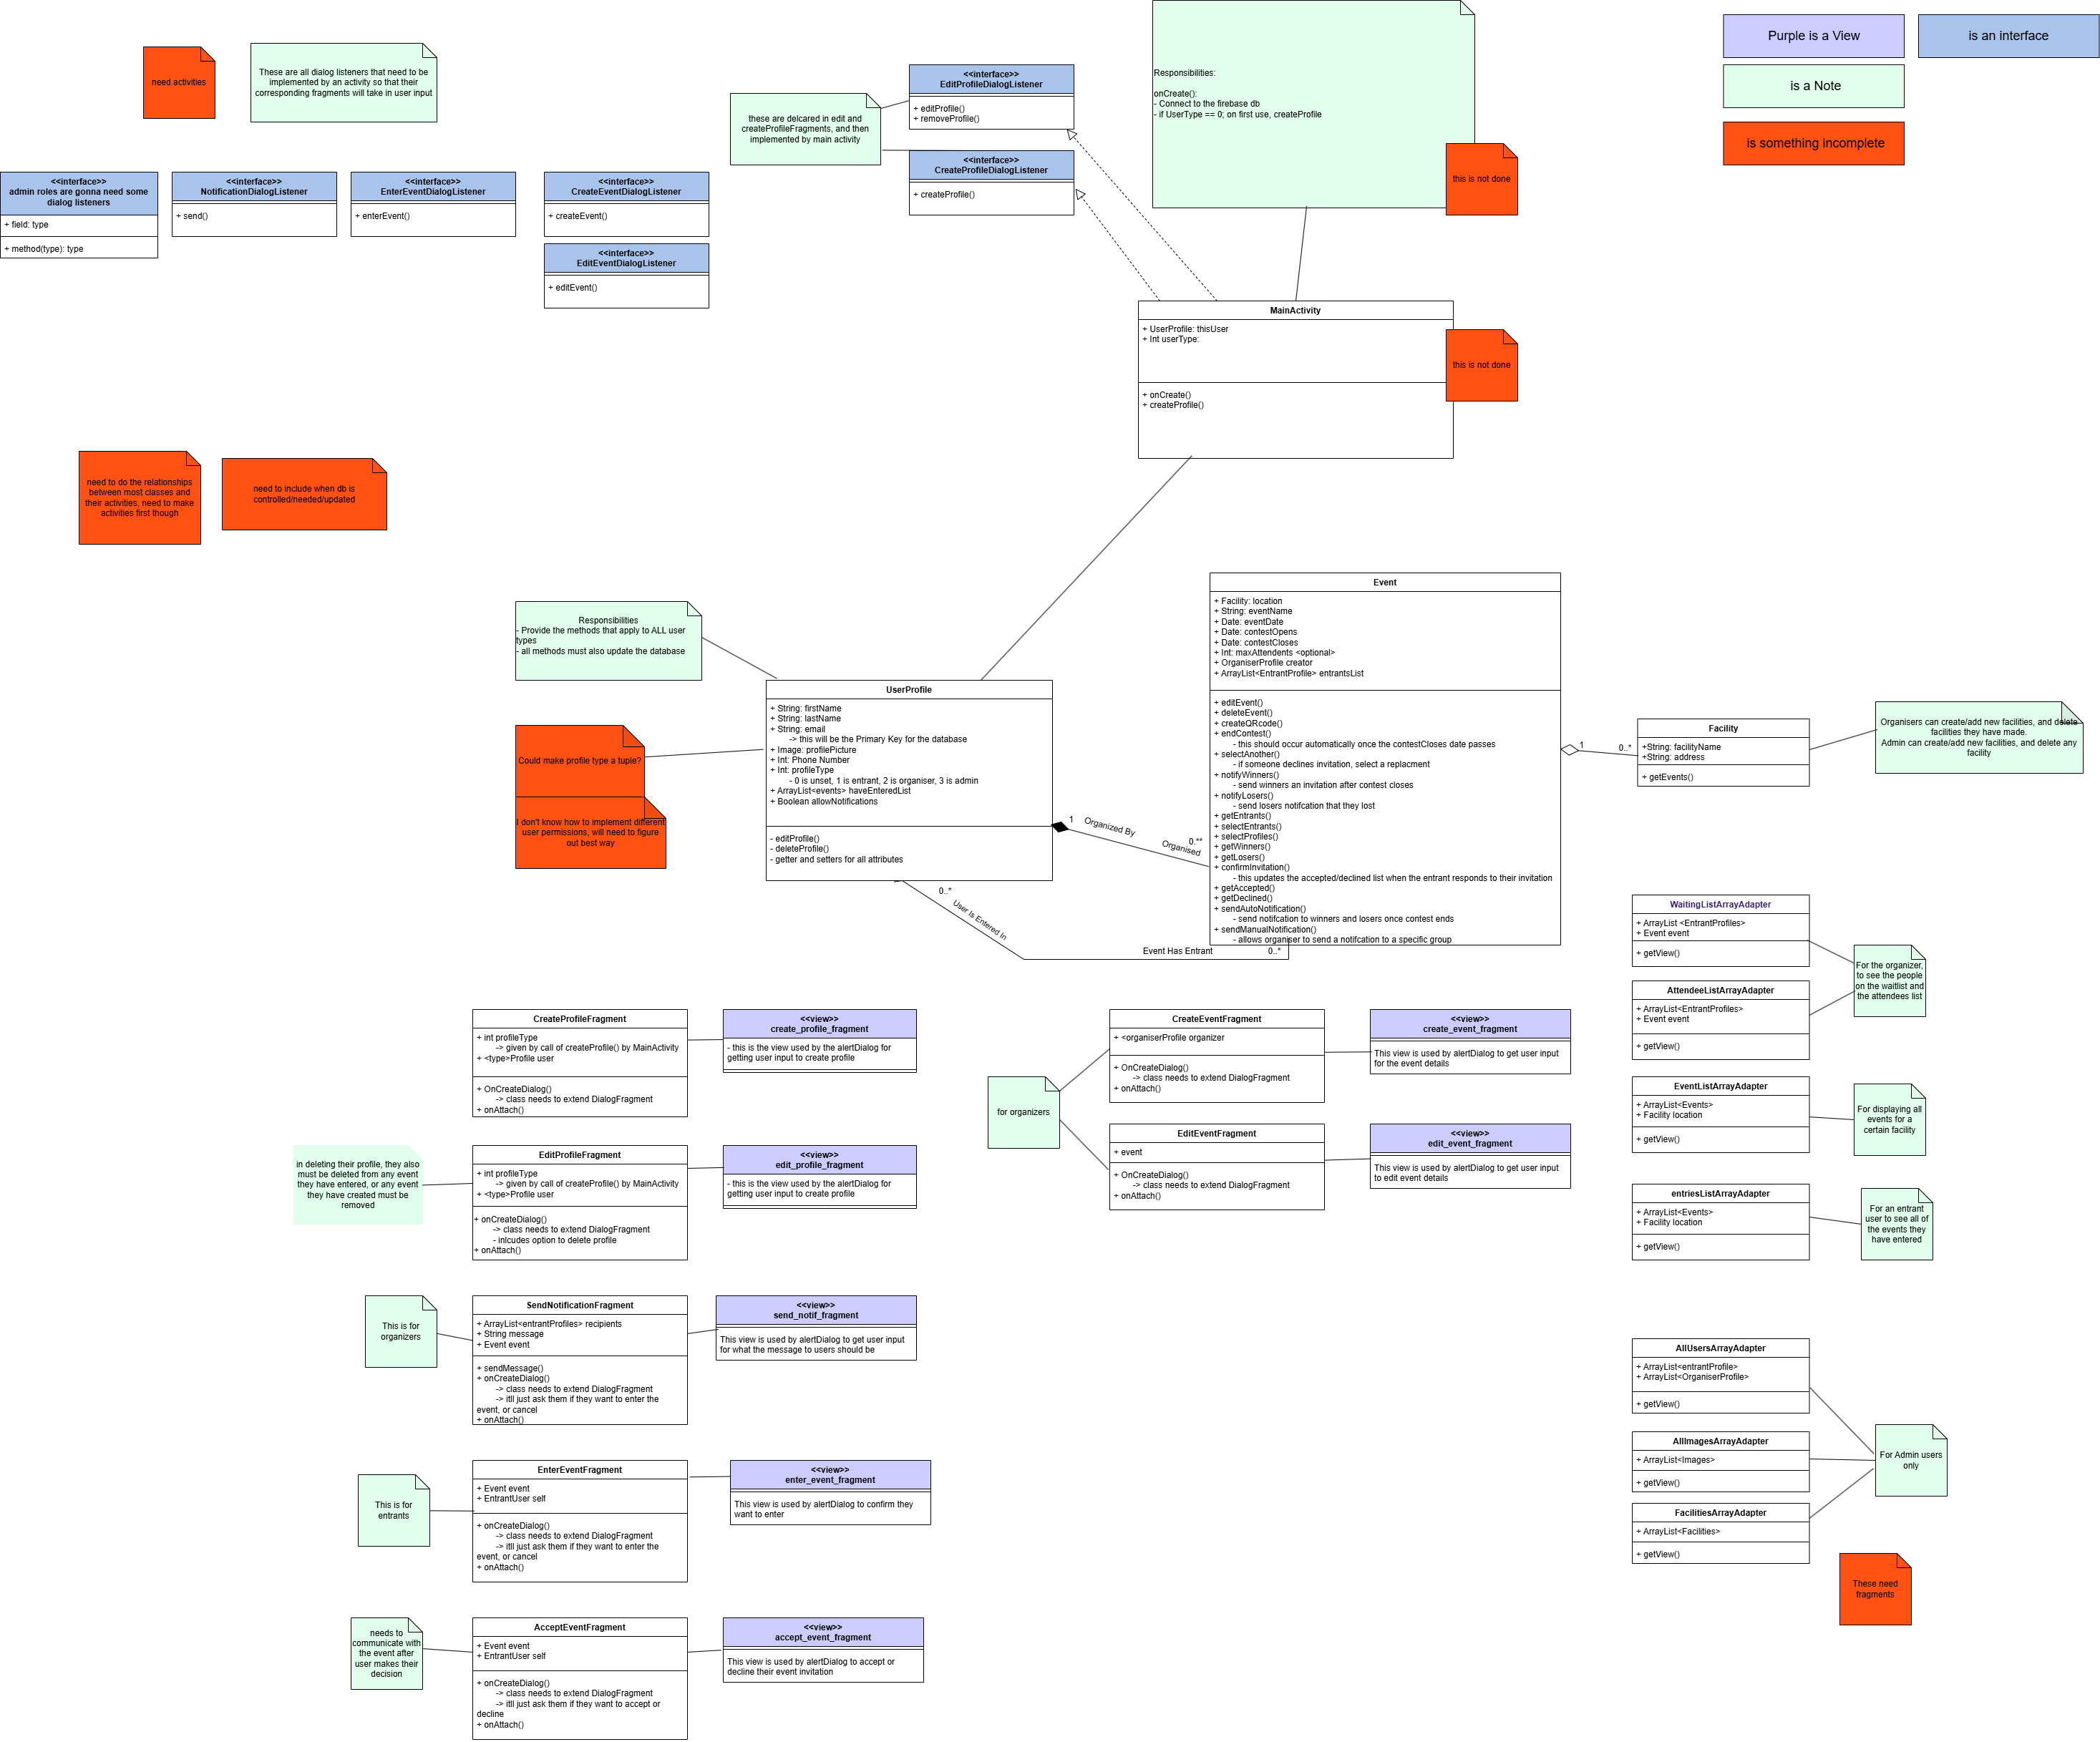 Purple is a View
is an interface
is a Note
is something incomplete
need activities
These are all dialog listeners that need to be
implemented by an activity so that their
corresponding fragments will take in user input
<<interface>>
admin roles are gonna need some
dialog listeners
+ field: type
+ method(type): type
<<interface>>
NotificationDialogListener
+ send()
<<interface>>
EnterEventDialogListener
+ enterEvent()
<<interface>>
CreateEventDialogListener
+ createEvent()
<<interface>>
EditEventDialogListener
+ editEvent()
these are delcared in edit and
createProfileFragments, and then
implemented by main activity
<<interface>>
EditProfileDialogListener
+ editProfile()
+ removeProfile()
<<interface>>
CreateProfileDialogListener
+ createProfile()
Responsibilities:
onCreate():
- Connect to the firebase db
- if UserType == 0; on first use, createProfile
this is not done
MainActivity
+ UserProfile: thisUser
+ Int userType:
+ onCreate()
+ createProfile()
this is not done
need to do the relationships
between most classes and
their activities, need to make
activities first though
need to include when db is
controlled/needed/updated
Responsibilities
- Provide the methods that apply to ALL user
types
- all methods must also update the database
Could make profile type a tuple?
I don't know how to implement different
user permissions, will need to figure
out best way
UserProfile
+ String: firstName
+ String: lastName
+ String: email
-> this will be the Primary Key for the database
+ Image: profilePicture
+ Int: Phone Number
+ Int: profileType
- 0 is unset, 1 is entrant, 2 is organiser, 3 is admin
+ ArrayList<events> haveEnteredList
+ Boolean allowNotifications
- editProfile()
- deleteProfile()
- getter and setters for all attributes
1
Organized By
0.**
Organised
0..*
User Is Entered In
Event Has Entrant
0..*
Event
+ Facility: location
+ String: eventName
+ Date: eventDate
+ Date: contestOpens
+ Date: contestCloses
+ Int: maxAttendents <optional>
+ OrganiserProfile creator
+ ArrayList<EntrantProfile> entrantsList
+ editEvent()
+ deleteEvent()
+ createQRcode()
+ endContest()
- this should occur automatically once the contestCloses date passes
+ selectAnother()
- if someone declines invitation, select a replacment
+ notifyWinners()
- send winners an invitation after contest closes
+ notifyLosers()
- send losers notifcation that they lost
+ getEntrants()
+ selectEntrants()
+ selectProfiles()
+ getWinners()
+ getLosers()
+ confirmInvitation()
- this updates the accepted/declined list when the entrant responds to their invitation
+ getAccepted()
+ getDeclined()
+ sendAutoNotification()
- send notifcation to winners and losers once contest ends
+ sendManualNotification()
- allows organiser to send a notifcation to a specific group
1
0..*
Facility
+String: facilityName
+String: address
+ getEvents()
Organisers can create/add new facilities, and delete
facilities they have made.
Admin can create/add new facilities, and delete any
facility
WaitingListArrayAdapter
+ ArrayList <EntrantProfiles>
+ Event event
+ getView()
AttendeeListArrayAdapter
+ ArrayList<EntrantProfiles>
+ Event event
+ getView()
For the organizer,
to see the people
on the waitlist and
the attendees list
EventListArrayAdapter
+ ArrayList<Events>
+ Facility location
+ getView()
For displaying all
events for a
certain facility
entriesListArrayAdapter
+ ArrayList<Events>
+ Facility location
+ getView()
For an entrant
user to see all of
the events they
have entered
AllUsersArrayAdapter
+ ArrayList<entrantProfile>
+ ArrayList<OrganiserProfile>
+ getView()
AllImagesArrayAdapter
+ ArrayList<Images>
+ getView()
FacilitiesArrayAdapter
+ ArrayList<Facilities>
+ getView()
For Admin users
only
These need
fragments
CreateProfileFragment
+ int profileType
-> given by call of createProfile() by MainActivity
+ <type>Profile user
+ OnCreateDialog()
-> class needs to extend DialogFragment
+ onAttach()
<<view>>
create_profile_fragment
- this is the view used by the alertDialog for
getting user input to create profile
in deleting their profile, they also
must be deleted from any event
they have entered, or any event
they have created must be
removed
EditProfileFragment
+ int profileType
-> given by call of createProfile() by MainActivity
+ <type>Profile user
+ onCreateDialog()
-> class needs to extend DialogFragment
- inlcudes option to delete profile
+ onAttach()
<<view>>
edit_profile_fragment
- this is the view used by the alertDialog for
getting user input to create profile
for organizers
CreateEventFragment
+ <organiserProfile organizer
+ OnCreateDialog()
-> class needs to extend DialogFragment
+ onAttach()
<<view>>
create_event_fragment
This view is used by alertDialog to get user input
for the event details
EditEventFragment
+ event
+ OnCreateDialog()
-> class needs to extend DialogFragment
+ onAttach()
<<view>>
edit_event_fragment
This view is used by alertDialog to get user input
to edit event details
This is for
organizers
SendNotificationFragment
+ ArrayList<entrantProfiles> recipients
+ String message
+ Event event
+ sendMessage()
+ onCreateDialog()
-> class needs to extend DialogFragment
-> itll just ask them if they want to enter the
event, or cancel
+ onAttach()
<<view>>
send_notif_fragment
This view is used by alertDialog to get user input
for what the message to users should be
This is for
entrants
EnterEventFragment
+ Event event
+ EntrantUser self
+ onCreateDialog()
-> class needs to extend DialogFragment
-> itll just ask them if they want to enter the
event, or cancel
+ onAttach()
<<view>>
enter_event_fragment
This view is used by alertDialog to confirm they
want to enter
needs to
communicate with
the event after
user makes their
decision
AcceptEventFragment
+ Event event
+ EntrantUser self
+ onCreateDialog()
-> class needs to extend DialogFragment
-> itll just ask them if they want to accept or
decline
+ onAttach()
<<view>>
accept_event_fragment
This view is used by alertDialog to accept or
decline their event invitation